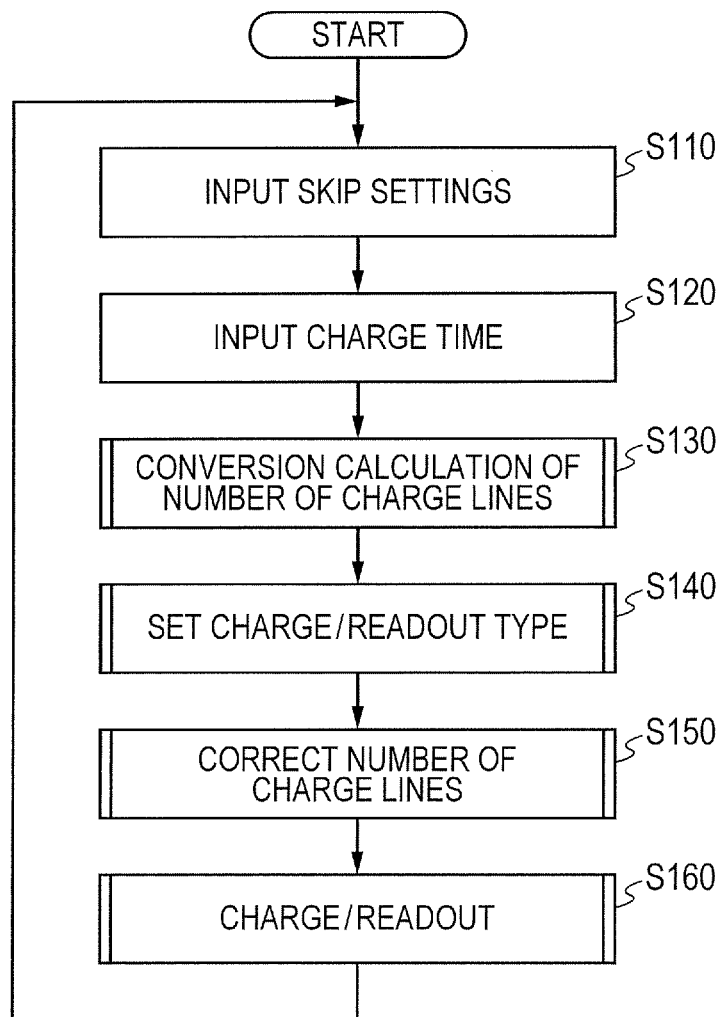 START
S110
INPUT SKIP SETTINGS
S120
INPUT CHARGE TIME
S130
CONVERSION CALCULATION OF
NUMBER OF CHARGE LINES
S140
SET CHARGE/READOUT TYPE
S150
CORRECT NUMBER OF
CHARGE LINES
S160
CHARGE/READOUT